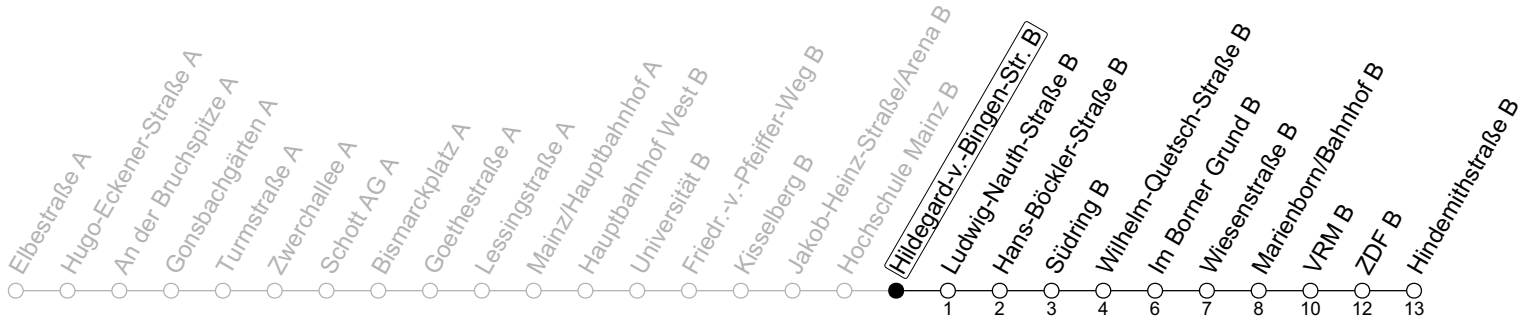 Elbestraße A
Hugo-Eckener-Straße A
An der Bruchspitze A
Gonsbachgärten A
Turmstraße A
Zwerchallee A
Schott AG A
Bismarckplatz A
Goethestraße A
Lessingstraße A
Mainz/Hauptbahnhof A
Hauptbahnhof West B
Universität B
Friedr.-v.-Pfeiffer-Weg B
Kisselberg B
Jakob-Heinz-Straße/Arena B
Hochschule Mainz B
Hildegard-v.-Bingen-Str. B
Ludwig-Nauth-Straße B
Hans-Böckler-Straße B
Südring B
Wilhelm-Quetsch-Straße B
Im Borner Grund B
Wiesenstraße B
Marienborn/Bahnhof B
VRM B
ZDF B
Hindemithstraße B
1 2 3 4 6 7 8 10 12 13